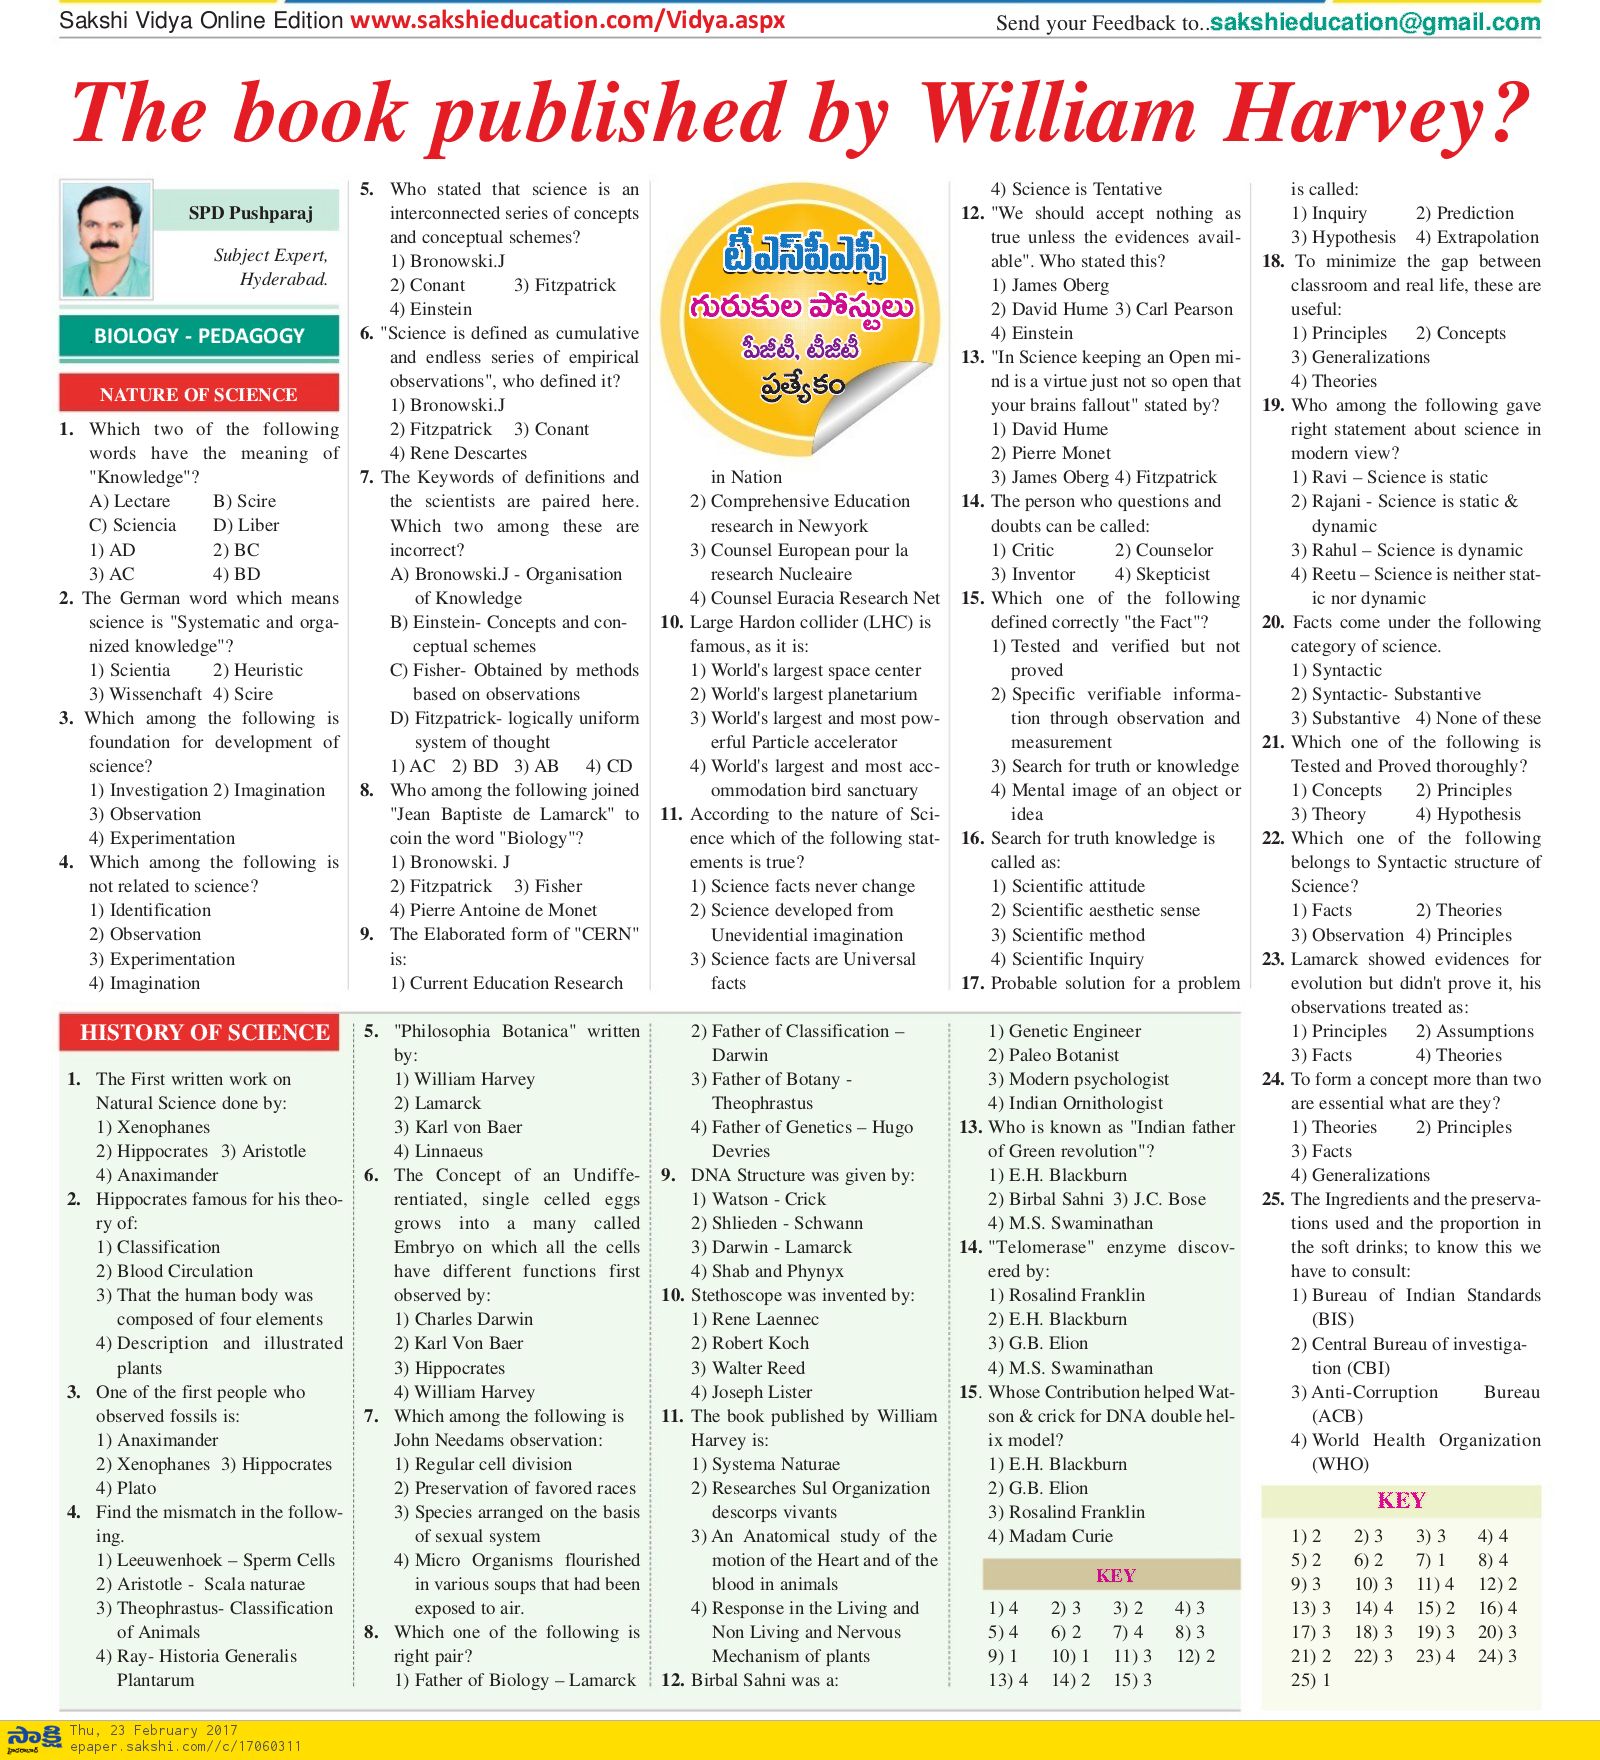 Sakshi Vidya Online Edition www.sakshieducation.com/Vidya.aspx
Send your Feedback to..sakshieducation@gmail.com
The book published by William Harvey?
SPD Pushparaj
Subject Expert,
Hyderabad.
BIOLOGY - PEDAGOGY
NATURE OF SCIENCE
1. Which two of the following
words have the meaning of
"Knowledge"?
A) Lectare B) Scire
C) Sciencia D) Liber
1) AD 2) BC
3) AC 4) BD
2. The German word which means
science is "Systematic and orga-
nized knowledge"?
1) Scientia 2) Heuristic
3) Wissenchaft 4) Scire
3. Which among the following is
foundation for development of
science?
1) Investigation 2) Imagination
3) Observation
4) Experimentation
4. Which among the following is
not related to science?
1) Identification
2) Observation
3) Experimentation
4) Imagination
5. Who stated that science is an
interconnected series of concepts
and conceptual schemes?
1) Bronowski.J
2) Conant 3) Fitzpatrick
4) Einstein
6. "Science is defined as cumulative
and endless series of empirical
observations", who defined it?
1) Bronowski.J
2) Fitzpatrick 3) Conant
4) Rene Descartes
7. The Keywords of definitions and
the scientists are paired here.
Which two among these are
incorrect?
A) Bronowski.J - Organisation
of Knowledge
B) Einstein- Concepts and con-
ceptual schemes
C) Fisher- Obtained by methods
based on observations
D) Fitzpatrick- logically uniform
system of thought
1) AC 2) BD 3) AB 4) CD
8. Who among the following joined
"Jean Baptiste de Lamarck" to
coin the word "Biology"?
1) Bronowski. J
2) Fitzpatrick 3) Fisher
4) Pierre Antoine de Monet
9. The Elaborated form of "CERN"
is:
1) Current Education Research
టీఎస్‌పీఎస్సీ
గురుకుల పోస్టులు
పీజీటీ, టీజీటీ
ప్రత్యేకం
in Nation
2) Comprehensive Education
research in Newyork
3) Counsel European pour la
research Nucleaire
4) Counsel Euracia Research Net
10. Large Hardon collider (LHC) is
famous, as it is:
1) World's largest space center
2) World's largest planetarium
3) World's largest and most pow-
erful Particle accelerator
4) World's largest and most acc-
ommodation bird sanctuary
11. According to the nature of Sci-
ence which of the following stat-
ements is true?
1) Science facts never change
2) Science developed from
Unevidential imagination
3) Science facts are Universal
facts
4) Science is Tentative
12. "We should accept nothing as
true unless the evidences avail-
able". Who stated this?
1) James Oberg
2) David Hume 3) Carl Pearson
4) Einstein
13. "In Science keeping an Open mi-
nd is a virtue just not so open that
your brains fallout" stated by?
1) David Hume
2) Pierre Monet
3) James Oberg 4) Fitzpatrick
14. The person who questions and
doubts can be called:
1) Critic 2) Counselor
3) Inventor 4) Skepticist
15. Which one of the following
defined correctly "the Fact"?
1) Tested and verified but not
proved
2) Specific verifiable informa-
tion through observation and
measurement
3) Search for truth or knowledge
4) Mental image of an object or
idea
16. Search for truth knowledge is
called as:
1) Scientific attitude
2) Scientific aesthetic sense
3) Scientific method
4) Scientific Inquiry
17. Probable solution for a problem
is called:
1) Inquiry 2) Prediction
3) Hypothesis 4) Extrapolation
18. To minimize the gap between
classroom and real life, these are
useful:
1) Principles 2) Concepts
3) Generalizations
4) Theories
19. Who among the following gave
right statement about science in
modern view?
1) Ravi – Science is static
2) Rajani - Science is static &
dynamic
3) Rahul – Science is dynamic
4) Reetu – Science is neither stat-
ic nor dynamic
20. Facts come under the following
category of science.
1) Syntactic
2) Syntactic- Substantive
3) Substantive 4) None of these
21. Which one of the following is
Tested and Proved thoroughly?
1) Concepts 2) Principles
3) Theory 4) Hypothesis
22. Which one of the following
belongs to Syntactic structure of
Science?
1) Facts 2) Theories
3) Observation 4) Principles
23. Lamarck showed evidences for
evolution but didn't prove it, his
observations treated as:
1) Principles 2) Assumptions
3) Facts 4) Theories
24. To form a concept more than two
are essential what are they?
1) Theories 2) Principles
3) Facts
4) Generalizations
25. The Ingredients and the preserva-
tions used and the proportion in
the soft drinks; to know this we
have to consult:
1) Bureau of Indian Standards
(BIS)
2) Central Bureau of investiga-
tion (CBI)
3) Anti-Corruption Bureau
(ACB)
4) World Health Organization
(WHO)
KEY
1) 2 2) 3 3) 3 4) 4
5) 2 6) 2 7) 1 8) 4
9) 3 10) 3 11) 4 12) 2
13) 3 14) 4 15) 2 16) 4
17) 3 18) 3 19) 3 20) 3
21) 2 22) 3 23) 4 24) 3
25) 1
HISTORY OF SCIENCE
1. The First written work on
Natural Science done by:
1) Xenophanes
2) Hippocrates 3) Aristotle
4) Anaximander
2. Hippocrates famous for his theo-
ry of:
1) Classification
2) Blood Circulation
3) That the human body was
composed of four elements
4) Description and illustrated
plants
3. One of the first people who
observed fossils is:
1) Anaximander
2) Xenophanes 3) Hippocrates
4) Plato
4. Find the mismatch in the follow-
ing.
1) Leeuwenhoek – Sperm Cells
2) Aristotle - Scala naturae
3) Theophrastus- Classification
of Animals
4) Ray- Historia Generalis
Plantarum
5. "Philosophia Botanica" written
by:
1) William Harvey
2) Lamarck
3) Karl von Baer
4) Linnaeus
6. The Concept of an Undiffe-
rentiated, single celled eggs
grows into a many called
Embryo on which all the cells
have different functions first
observed by:
1) Charles Darwin
2) Karl Von Baer
3) Hippocrates
4) William Harvey
7. Which among the following is
John Needams observation:
1) Regular cell division
2) Preservation of favored races
3) Species arranged on the basis
of sexual system
4) Micro Organisms flourished
in various soups that had been
exposed to air.
8. Which one of the following is
right pair?
1) Father of Biology – Lamarck
2) Father of Classification –
Darwin
3) Father of Botany -
Theophrastus
4) Father of Genetics – Hugo
Devries
9. DNA Structure was given by:
1) Watson - Crick
2) Shlieden - Schwann
3) Darwin - Lamarck
4) Shab and Phynyx
10. Stethoscope was invented by:
1) Rene Laennec
2) Robert Koch
3) Walter Reed
4) Joseph Lister
11. The book published by William
Harvey is:
1) Systema Naturae
2) Researches Sul Organization
descorps vivants
3) An Anatomical study of the
motion of the Heart and of the
blood in animals
4) Response in the Living and
Non Living and Nervous
Mechanism of plants
12. Birbal Sahni was a:
1) Genetic Engineer
2) Paleo Botanist
3) Modern psychologist
4) Indian Ornithologist
13. Who is known as "Indian father
of Green revolution"?
1) E.H. Blackburn
2) Birbal Sahni 3) J.C. Bose
4) M.S. Swaminathan
14. "Telomerase" enzyme discov-
ered by:
1) Rosalind Franklin
2) E.H. Blackburn
3) G.B. Elion
4) M.S. Swaminathan
15. Whose Contribution helped Wat-
son & crick for DNA double hel-
ix model?
1) E.H. Blackburn
2) G.B. Elion
3) Rosalind Franklin
4) Madam Curie
KEY
1) 4 2) 3 3) 2 4) 3
5) 4 6) 2 7) 4 8) 3
9) 1 10) 1 11) 3 12) 2
13) 4 14) 2 15) 3
సాక్షి
హైదరాబాద్
Thu, 23 February 2017
epaper.sakshi.com//c/17060311